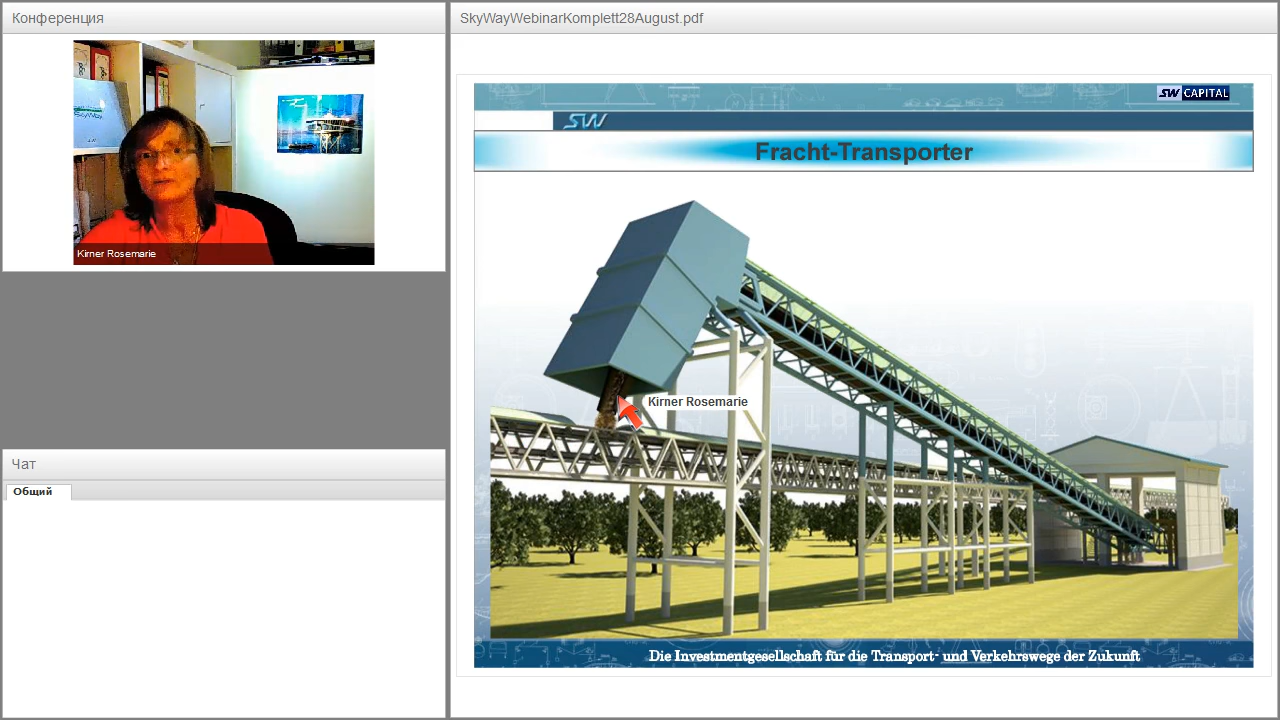 Конференция
Kirner Rosemarie
Чат
Общий
SkyWayWebinarKomplett28August.pdf
SW CAPITAL
SW
Fracht-Transporter
Kirner Rosemarie
Die Investmentgesellschaft für die Transport- und Verkehrswege der Zukunft